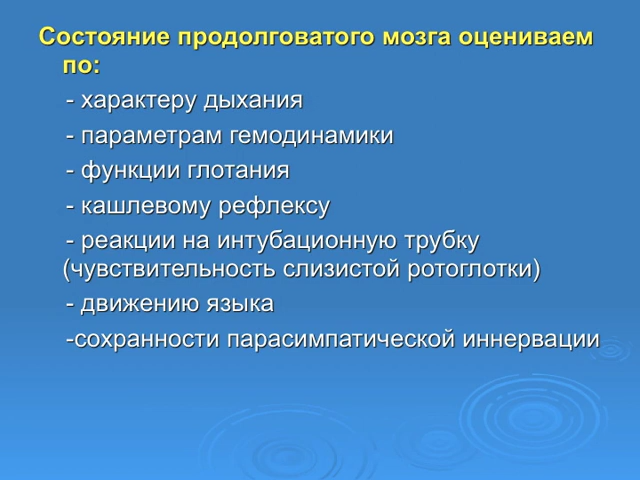 Состояние продолговатого мозга оцениваем
по:
- характеру дыхания
- параметрам гемодинамики
- функции глотания
- кашлевому рефлексу
- реакции на интубационную трубку
(чувствительность слизистой ротоглотки)
- движению языка
-сохранности парасимпатической иннервации